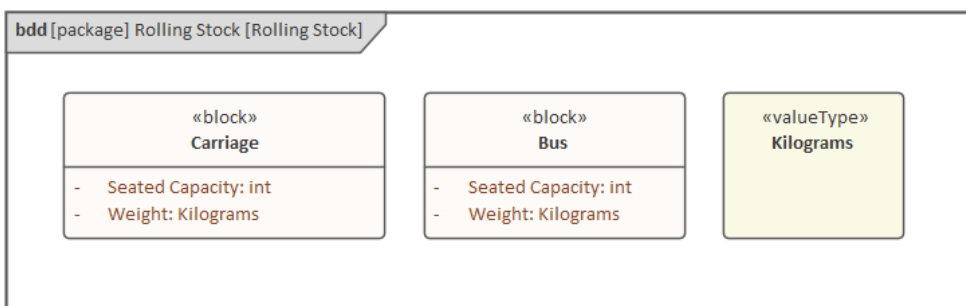 bdd [package] Rolling Stock [Rolling Stock]
«block»
Carriage
- Seated Capacity: int
- Weight: Kilograms
«block»
Bus
- Seated Capacity: int
- Weight: Kilograms
«valueType»
Kilograms